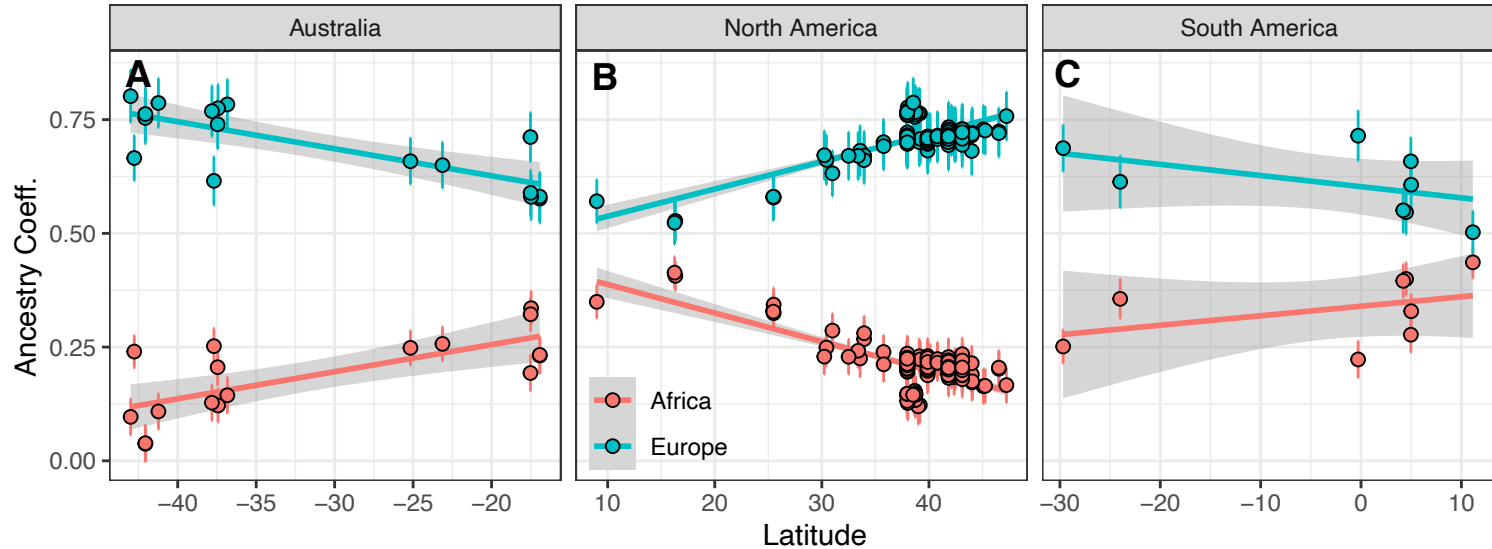 Australia
North America
South America
A
B
C
Ancestry Coeff.
0.75
0.50
0.25
0.00
Africa
Europe
−40 −35 −30 −25 −20
10 20 30 40
−30 −20 −10 0 10
Latitude